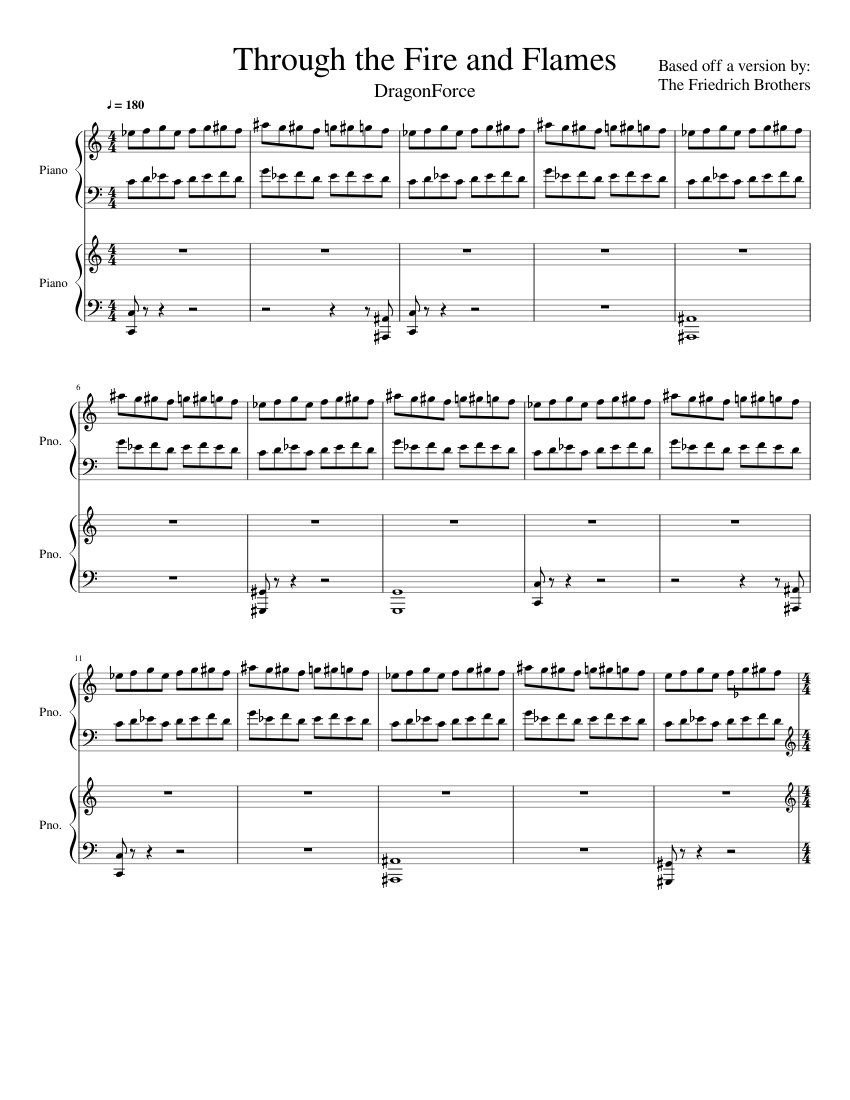 Through the Fire and Flames
DragonForce
Based off a version by:
The Friedrich Brothers
♩ = 180
Piano
Piano
6
Pno.
Pno.
11
Pno.
Pno.